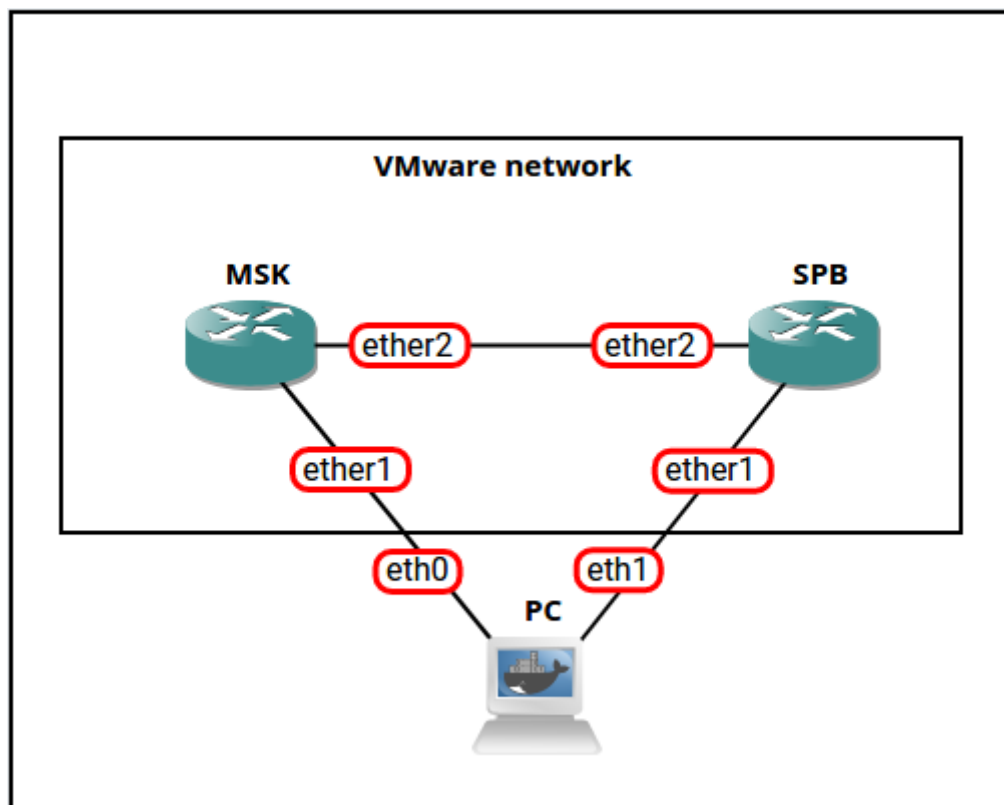 VMware network
MSK
SPB
ether2
ether2
ether1
ether1
eth0
eth1
PC